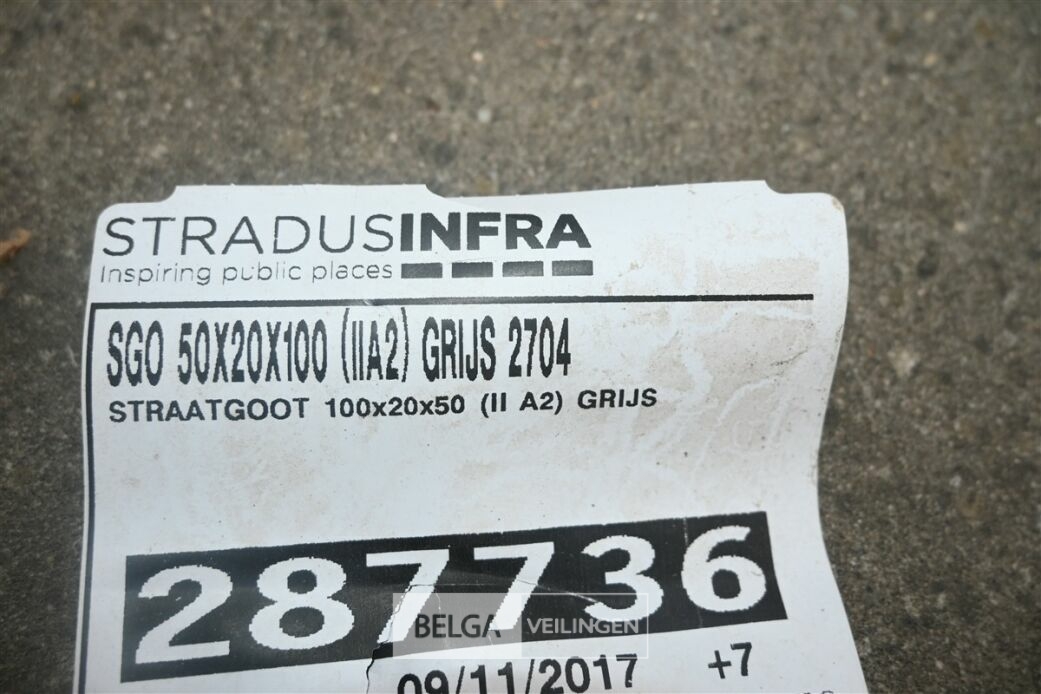 STRADUSINFRA
Inspiring public places
SGO 50X20X100 (IIA2) GRIJS 2704
STRAATGOOT 100x20x50 (II A2) GRIJS
287736
BELGA VEILINGEN
09/11/2017 +7